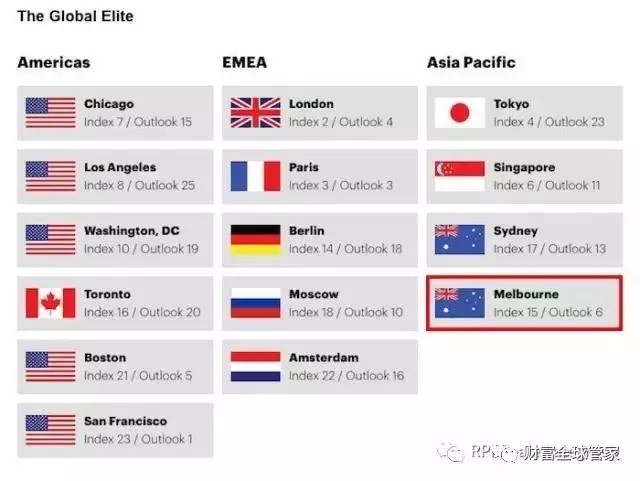 The Global Elite
Americas
Chicago
Index 7 / Outlook 15
Los Angeles
Index 8 / Outlook 25
Washington, DC
Index 10 / Outlook 19
Toronto
Index 16 / Outlook 20
Boston
Index 21 / Outlook 5
San Francisco
Index 23 / Outlook 1
EMEA
London
Index 2 / Outlook 4
Paris
Index 3 / Outlook 3
Berlin
Index 14 / Outlook 18
Moscow
Index 18 / Outlook 10
Amsterdam
Index 22 / Outlook 16
Asia Pacific
Tokyo
Index 4 / Outlook 23
Singapore
Index 6 / Outlook 11
Sydney
Index 17 / Outlook 13
Melbourne
Index 15 / Outlook 6
财富全球管家